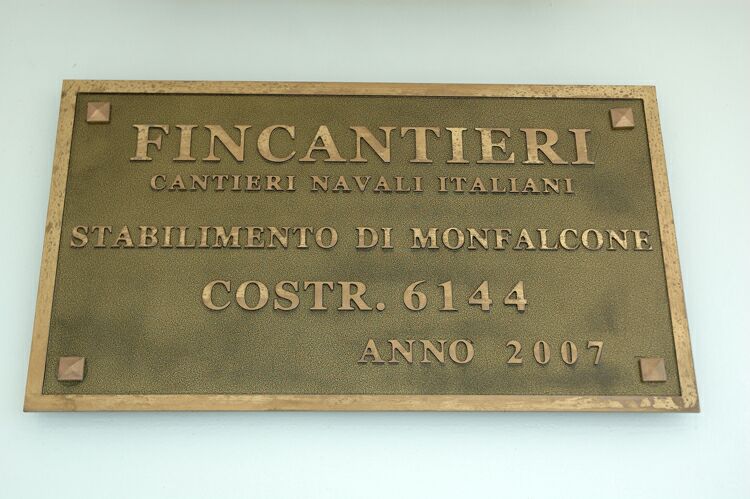 FINCANTIERI
CANTIERI NAVALI ITALIANI
STABILIMENTO DI MONFALCONE
COSTR. 6144
ANNO 2007